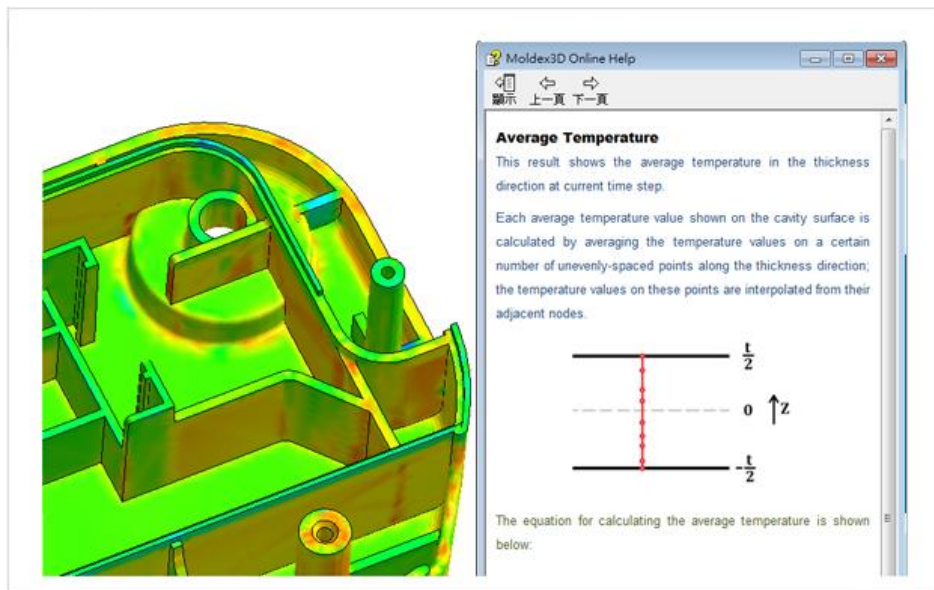 Moldex3D Online Help
顯示 上一頁 下一頁
Average Temperature
This result shows the average temperature in the thickness
direction at current time step.
Each average temperature value shown on the cavity surface is
calculated by averaging the temperature values on a certain
number of unevenly-spaced points along the thickness direction;
the temperature values on these points are interpolated from their
adjacent nodes.
t/2
0 Z
-t/2
The equation for calculating the average temperature is shown
below: